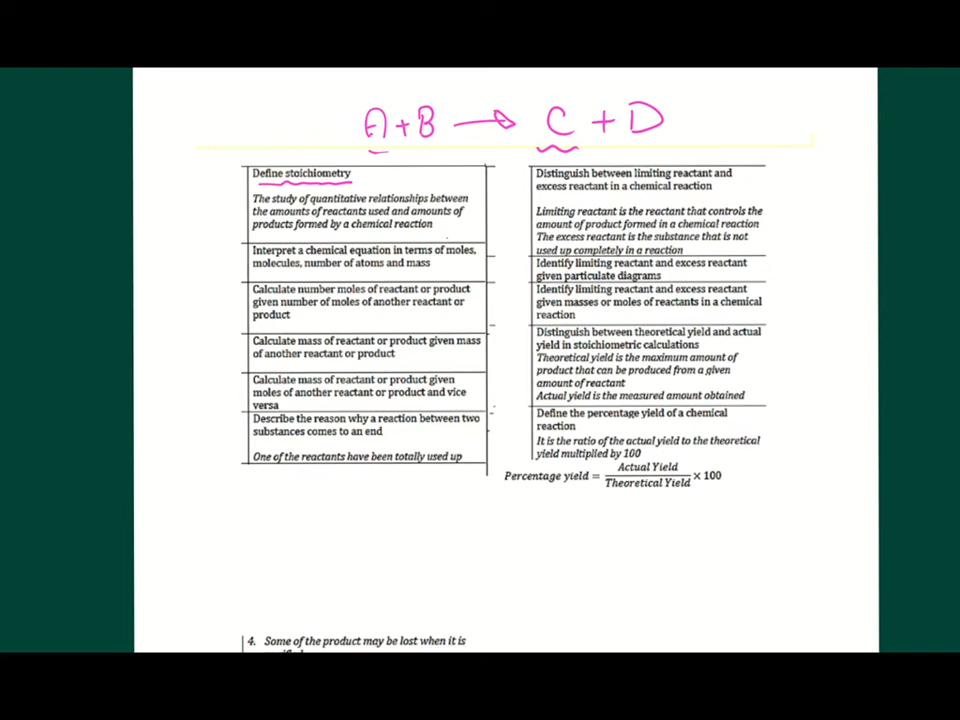 A + B → C + D
Define stoichiometry
The study of quantitative relationships between
the amounts of reactants used and amounts of
products formed by a chemical reaction
Interpret a chemical equation in terms of moles,
molecules, number of atoms and mass
Calculate number moles of reactant or product
given number of moles of another reactant or
product
Calculate mass of reactant or product given mass
of another reactant or product
Calculate mass of reactant or product given
moles of another reactant or product and vice
versa
Describe the reason why a reaction between two
substances comes to an end
One of the reactants have been totally used up
Distinguish between limiting reactant and
excess reactant in a chemical reaction
Limiting reactant is the reactant that controls the
amount of product formed in a chemical reaction
The excess reactant is the substance that is not
used up completely in a reaction
Identify limiting reactant and excess reactant
given particulate diagrams
Identify limiting reactant and excess reactant
given masses or moles of reactants in a chemical
reaction
Distinguish between theoretical yield and actual
yield in stoichiometric calculations
Theoretical yield is the maximum amount of
product that can be produced from a given
amount of reactant
Actual yield is the measured amount obtained
Define the percentage yield of a chemical
reaction
It is the ratio of the actual yield to the theoretical
yield multiplied by 100
Percentage yield = Actual Yield / Theoretical Yield × 100
4. Some of the product may be lost when it is